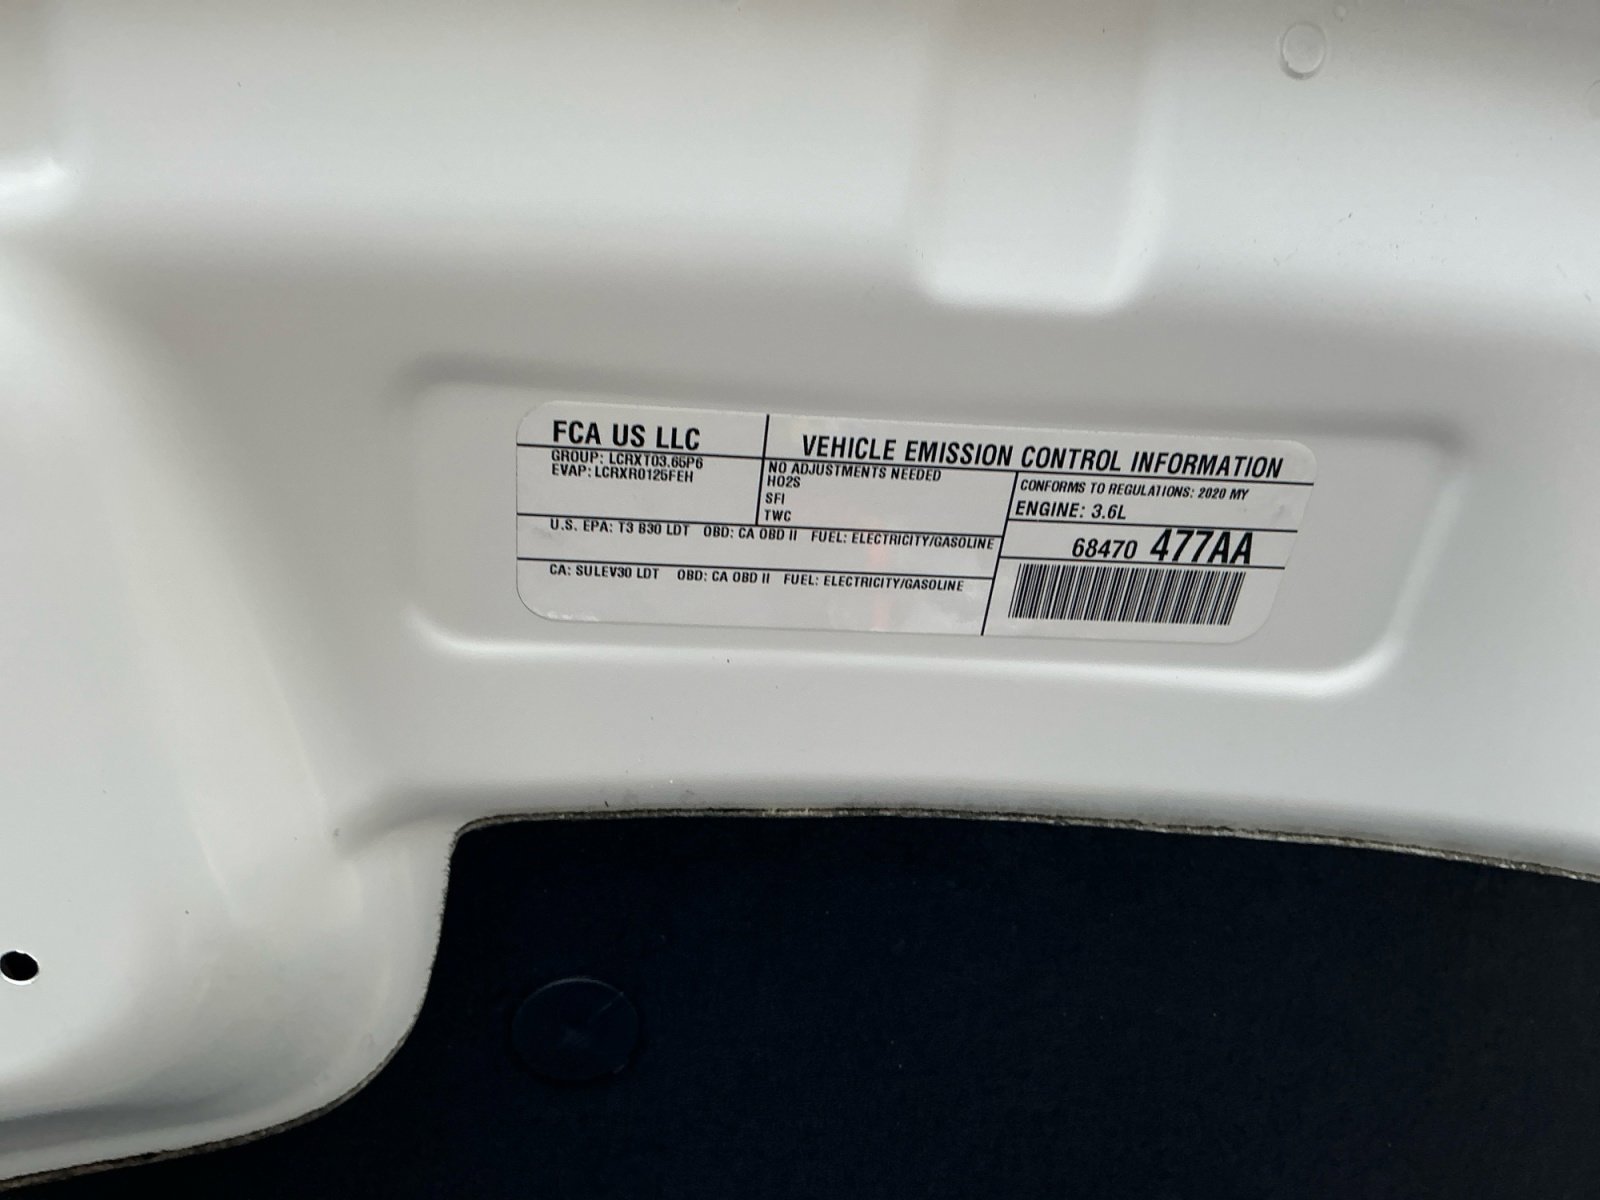 FCA US LLC
VEHICLE EMISSION CONTROL INFORMATION
GROUP: LCRXT03.65P6
EVAP: LCRXR0125FEH
NO ADJUSTMENTS NEEDED
HO2S
SFI
TWC
CONFORMS TO REGULATIONS: 2020 MY
ENGINE: 3.6L
U.S. EPA: T3 B30 LDT OBD: CA OBD II FUEL: ELECTRICITY/GASOLINE
68470 477AA
CA: SULEV30 LDT OBD: CA OBD II FUEL: ELECTRICITY/GASOLINE